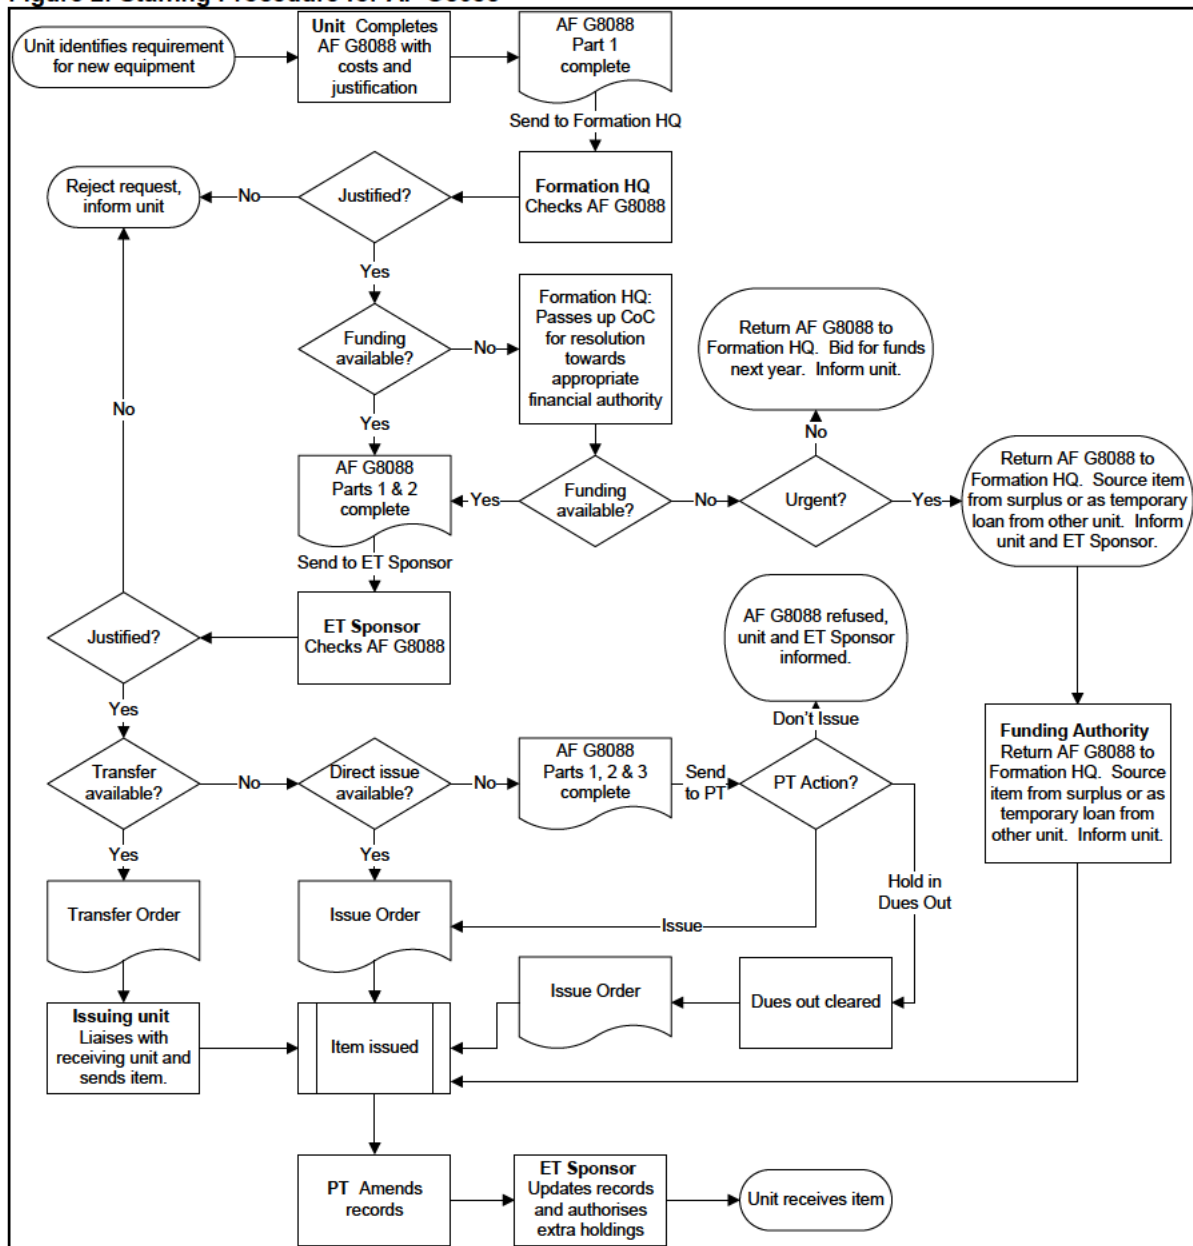 Unit identifies requirement
for new equipment
Unit Completes
AF G8088 with
costs and
justification
AF G8088
Part 1
complete
Send to Formation HQ
Reject request,
inform unit
No
Justified?
Formation HQ
Checks AF G8088
Yes
Funding
available?
No
Formation HQ:
Passes up CoC
for resolution
towards
appropriate
financial authority
Return AF G8088 to
Formation HQ. Bid for funds
next year. Inform unit.
No
Yes
No
AF G8088
Parts 1 & 2
complete
Yes
Funding
available?
No
Urgent?
Yes
Return AF G8088 to
Formation HQ. Source item
from surplus or as temporary
loan from other unit. Inform
unit and ET Sponsor.
Send to ET Sponsor
Justified?
ET Sponsor
Checks AF G8088
AF G8088 refused,
unit and ET Sponsor
informed.
Yes
Don't Issue
Transfer
available?
No
Direct issue
available?
No
AF G8088
Parts 1, 2 & 3
complete
Send
to PT
PT Action?
Funding Authority
Return AF G8088 to
Formation HQ. Source
item from surplus or as
temporary loan from
other unit. Inform unit.
Yes
Yes
Hold in
Dues Out
Transfer Order
Issue Order
Issue
Issuing unit
Liaises with
receiving unit and
sends item.
Item issued
Issue Order
Dues out cleared
PT Amends
records
ET Sponsor
Updates records
and authorises
extra holdings
Unit receives item